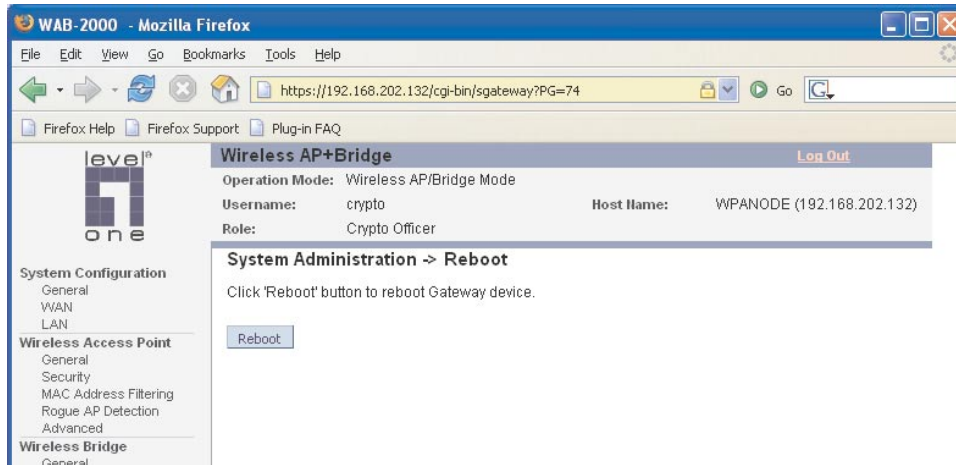 WAB-2000 - Mozilla Firefox
File Edit View Go Bookmarks Tools Help
https://192.168.202.132/cgi-bin/sgateway?PG=74 Go G
Firefox Help Firefox Support Plug-in FAQ
level®
one
Wireless AP+Bridge Log Out
Operation Mode: Wireless AP/Bridge Mode
Username: crypto Host Name: WPANODE (192.168.202.132)
Role: Crypto Officer
System Configuration
General
WAN
LAN
Wireless Access Point
General
Security
MAC Address Filtering
Rogue AP Detection
Advanced
Wireless Bridge
General
System Administration -> Reboot
Click 'Reboot' button to reboot Gateway device.
Reboot